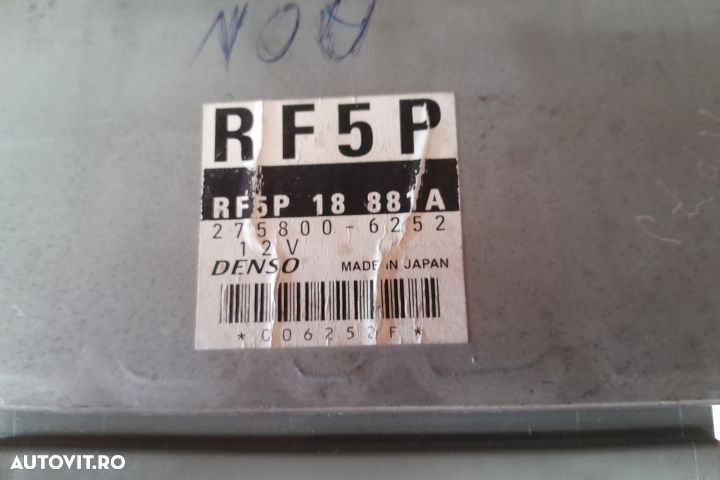 RF5P
RF5P 18 881A
275800-6252
12V
DENSO MADE IN JAPAN
*006252F*
AUTOVIT.RO